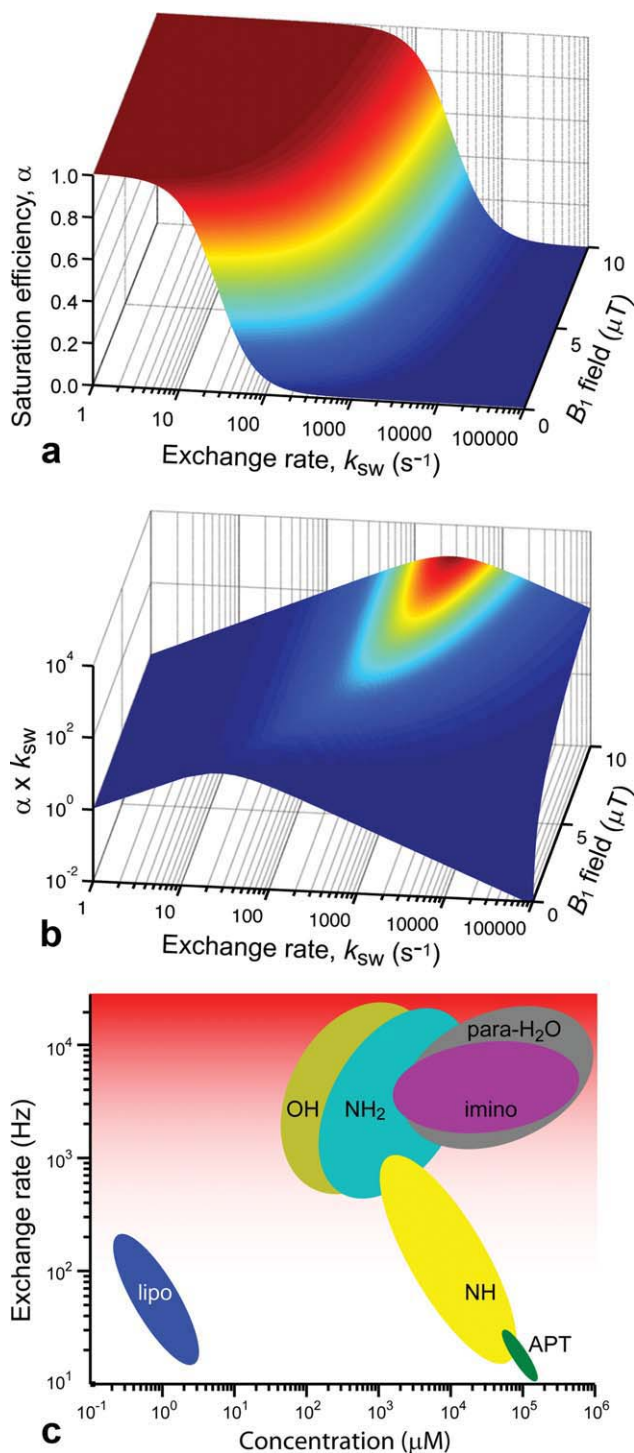 Saturation efficiency, α
1.0
0.8
0.6
0.4
0.2
0.0
1
10
100
1000
10000
100000
Exchange rate, kSW (s⁻¹)
0
5
10
B₁ field (μT)
a
α x kSW
10⁴
10²
10⁰
10⁻²
1
10
100
1000
10000
100000
Exchange rate, kSW (s⁻¹)
0
5
10
B₁ field (μT)
b
Exchange rate (Hz)
10⁴
10³
10²
10¹
para-H₂O
OH
NH₂
imino
lipo
NH
APT
10⁻¹
10⁰
10¹
10²
10³
10⁴
10⁵
10⁶
Concentration (μM)
c